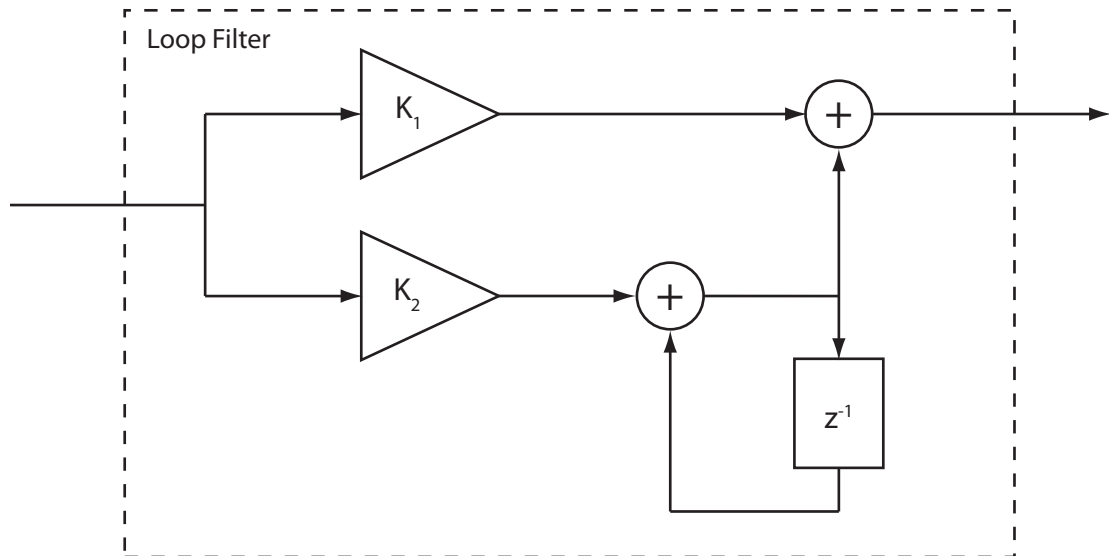 Loop Filter
K₁
+
K₂
+
z⁻¹